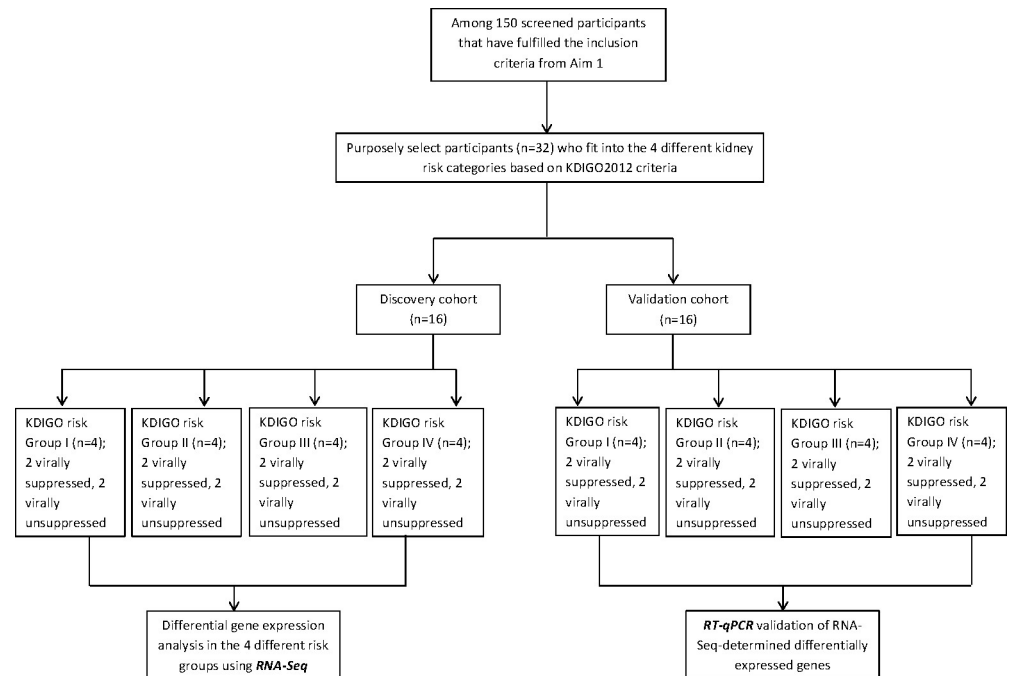 Among 150 screened participants
that have fulfilled the inclusion
criteria from Aim 1
Purposely select participants (n=32) who fit into the 4 different kidney
risk categories based on KDIGO2012 criteria
Discovery cohort
(n=16)
Validation cohort
(n=16)
KDIGO risk
Group I (n=4);
2 virally
suppressed, 2
virally
unsuppressed
KDIGO risk
Group II (n=4);
2 virally
suppressed, 2
virally
unsuppressed
KDIGO risk
Group III (n=4);
2 virally
suppressed, 2
virally
unsuppressed
KDIGO risk
Group IV (n=4);
2 virally
suppressed, 2
virally
unsuppressed
KDIGO risk
Group I (n=4);
2 virally
suppressed, 2
virally
unsuppressed
KDIGO risk
Group II (n=4);
2 virally
suppressed, 2
virally
unsuppressed
KDIGO risk
Group III (n=4);
2 virally
suppressed, 2
virally
unsuppressed
KDIGO risk
Group IV (n=4);
2 virally
suppressed, 2
virally
unsuppressed
Differential gene expression
analysis in the 4 different risk
groups using RNA-Seq
RT-qPCR validation of RNA-
Seq-determined differentially
expressed genes